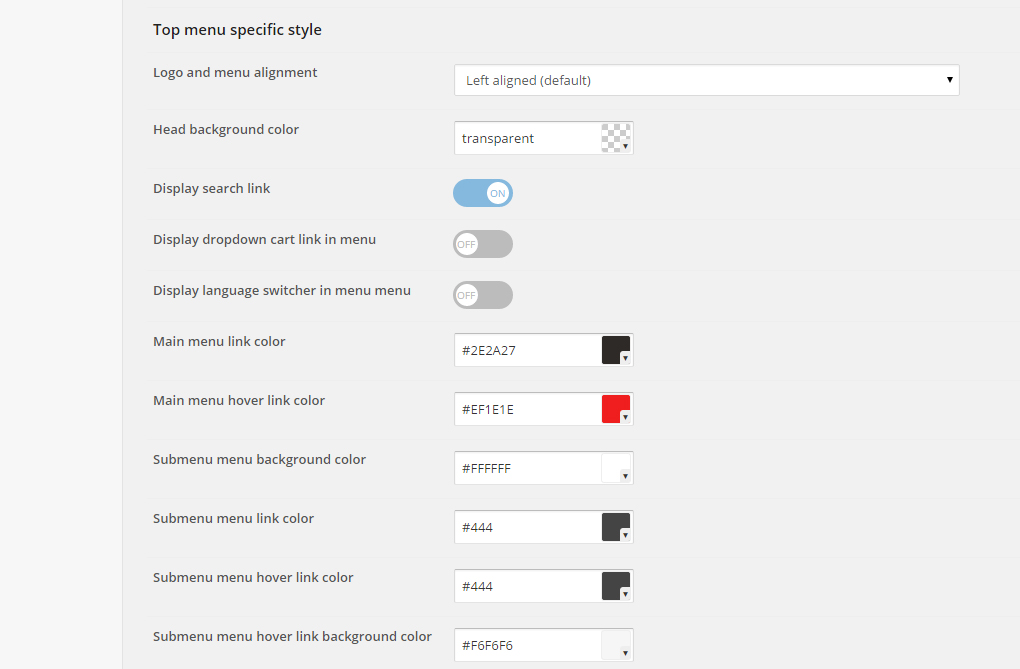 Top menu specific style
Logo and menu alignment
Left aligned (default)
Head background color
transparent
Display search link
ON
Display dropdown cart link in menu
OFF
Display language switcher in menu menu
OFF
Main menu link color
#2E2A27
Main menu hover link color
#EF1E1E
Submenu menu background color
#FFFFFF
Submenu menu link color
#444
Submenu menu hover link color
#444
Submenu menu hover link background color
#F6F6F6